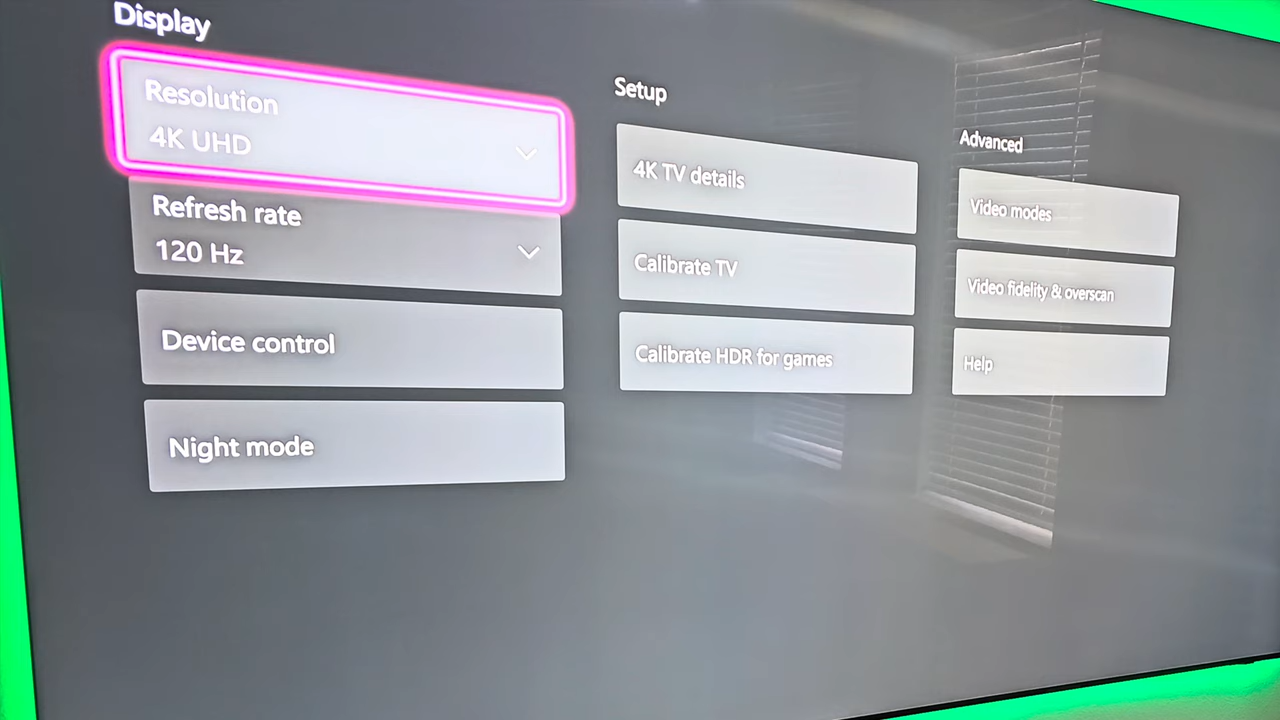 Display
Resolution
4K UHD
Refresh rate
120 Hz
Device control
Night mode
Setup
4K TV details
Calibrate TV
Calibrate HDR for games
Advanced
Video modes
Video fidelity & overscan
Help